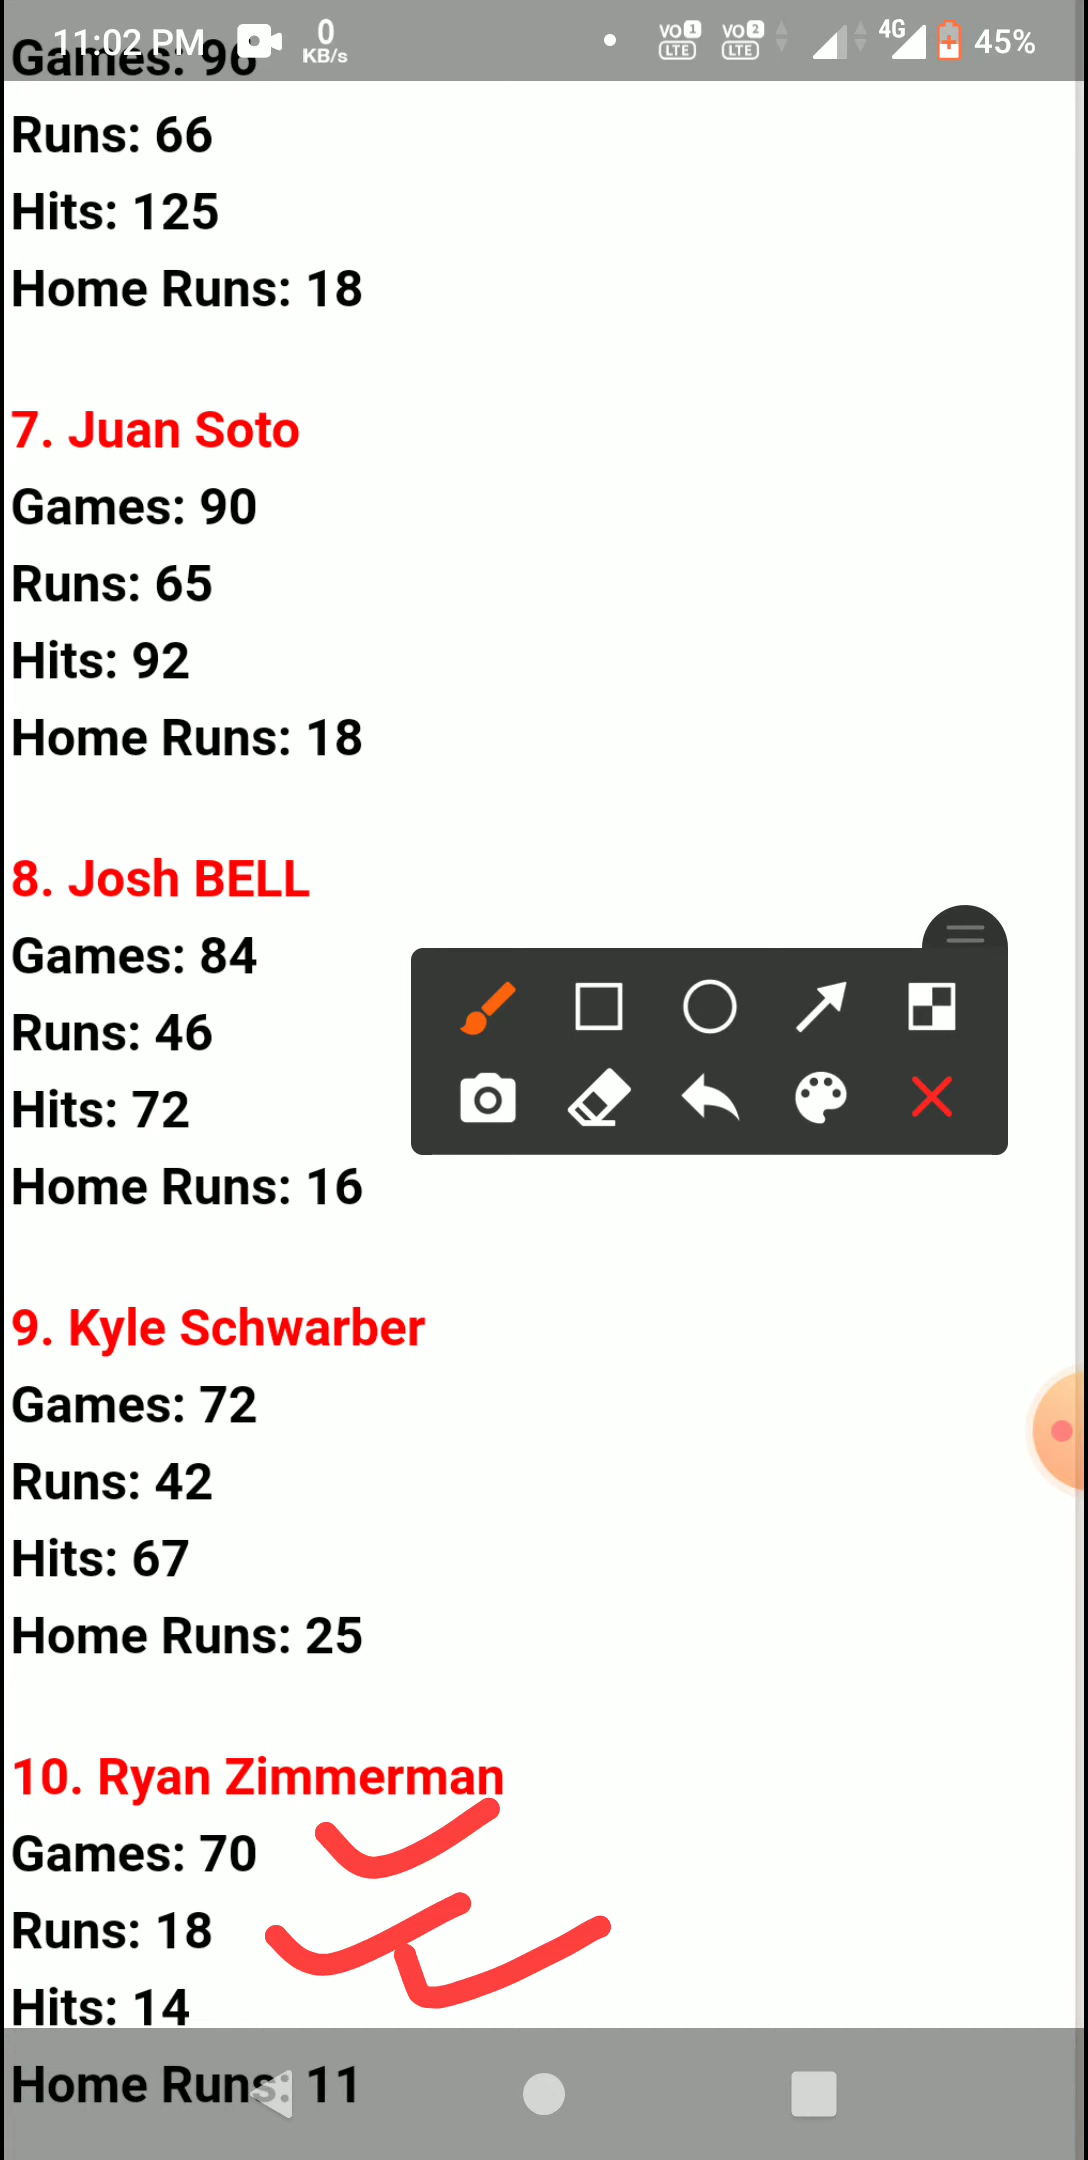 11:02 PM 0 KB/s VO 1 LTE VO 2 LTE 4G 45%
Games: 96
Runs: 66
Hits: 125
Home Runs: 18
7. Juan Soto
Games: 90
Runs: 65
Hits: 92
Home Runs: 18
8. Josh BELL
Games: 84
Runs: 46
Hits: 72
Home Runs: 16
9. Kyle Schwarber
Games: 72
Runs: 42
Hits: 67
Home Runs: 25
10. Ryan Zimmerman
Games: 70
Runs: 18
Hits: 14
Home Runs: 11